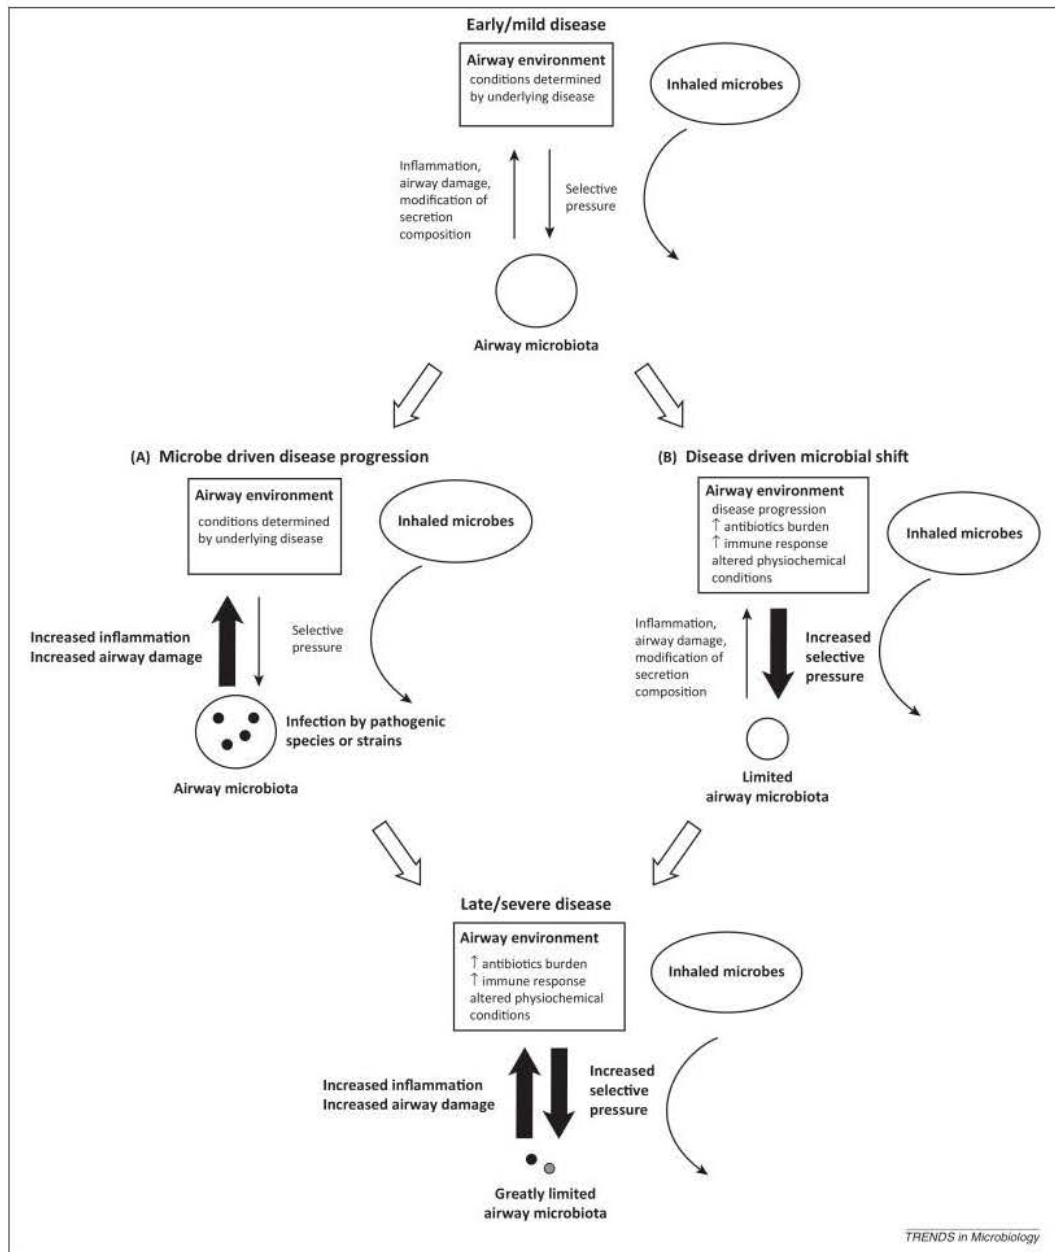 Early/mild disease
Airway environment
conditions determined
by underlying disease
Inhaled microbes
Inflammation,
airway damage,
modification of
secretion
composition
Selective
pressure
Airway microbiota
(A) Microbe driven disease progression
Airway environment
conditions determined
by underlying disease
Inhaled microbes
Increased inflammation
Increased airway damage
Selective
pressure
Infection by pathogenic
species or strains
Airway microbiota
(B) Disease driven microbial shift
Airway environment
disease progression
↑ antibiotics burden
↑ immune response
altered physiochemical
conditions
Inhaled microbes
Inflammation,
airway damage,
modification of
secretion
composition
Increased
selective
pressure
Limited
airway microbiota
Late/severe disease
Airway environment
↑ antibiotics burden
↑ immune response
altered physiochemical
conditions
Inhaled microbes
Increased inflammation
Increased airway damage
Increased
selective
pressure
Greatly limited
airway microbiota
TRENDS in Microbiology